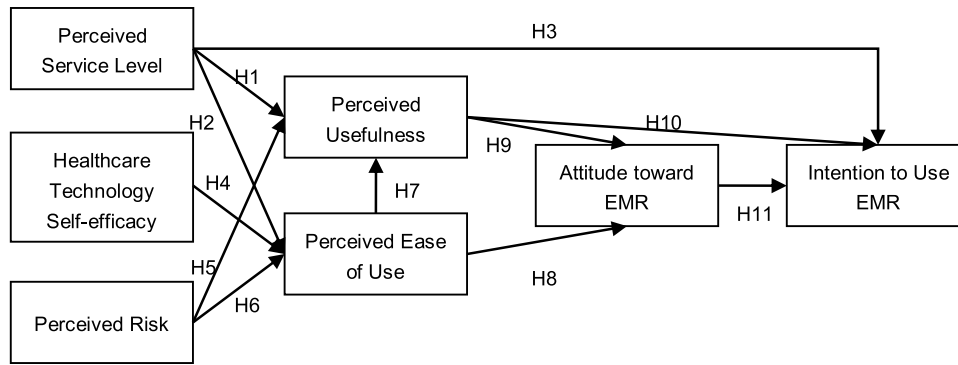 Perceived
Service Level
H3
H1
Perceived
Usefulness
H2
H10
H9
Healthcare
Technology
Self-efficacy
H4
H7
Attitude toward
EMR
Intention to Use
EMR
H11
Perceived Ease
of Use
H5
H8
H6
Perceived Risk